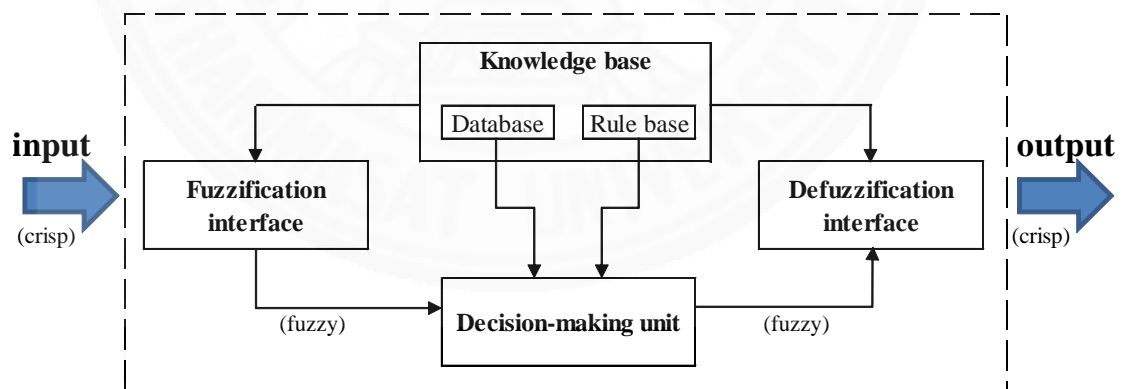 Knowledge base
Database
Rule base
input
(crisp)
Fuzzification
interface
Defuzzification
interface
output
(crisp)
(fuzzy)
Decision-making unit
(fuzzy)